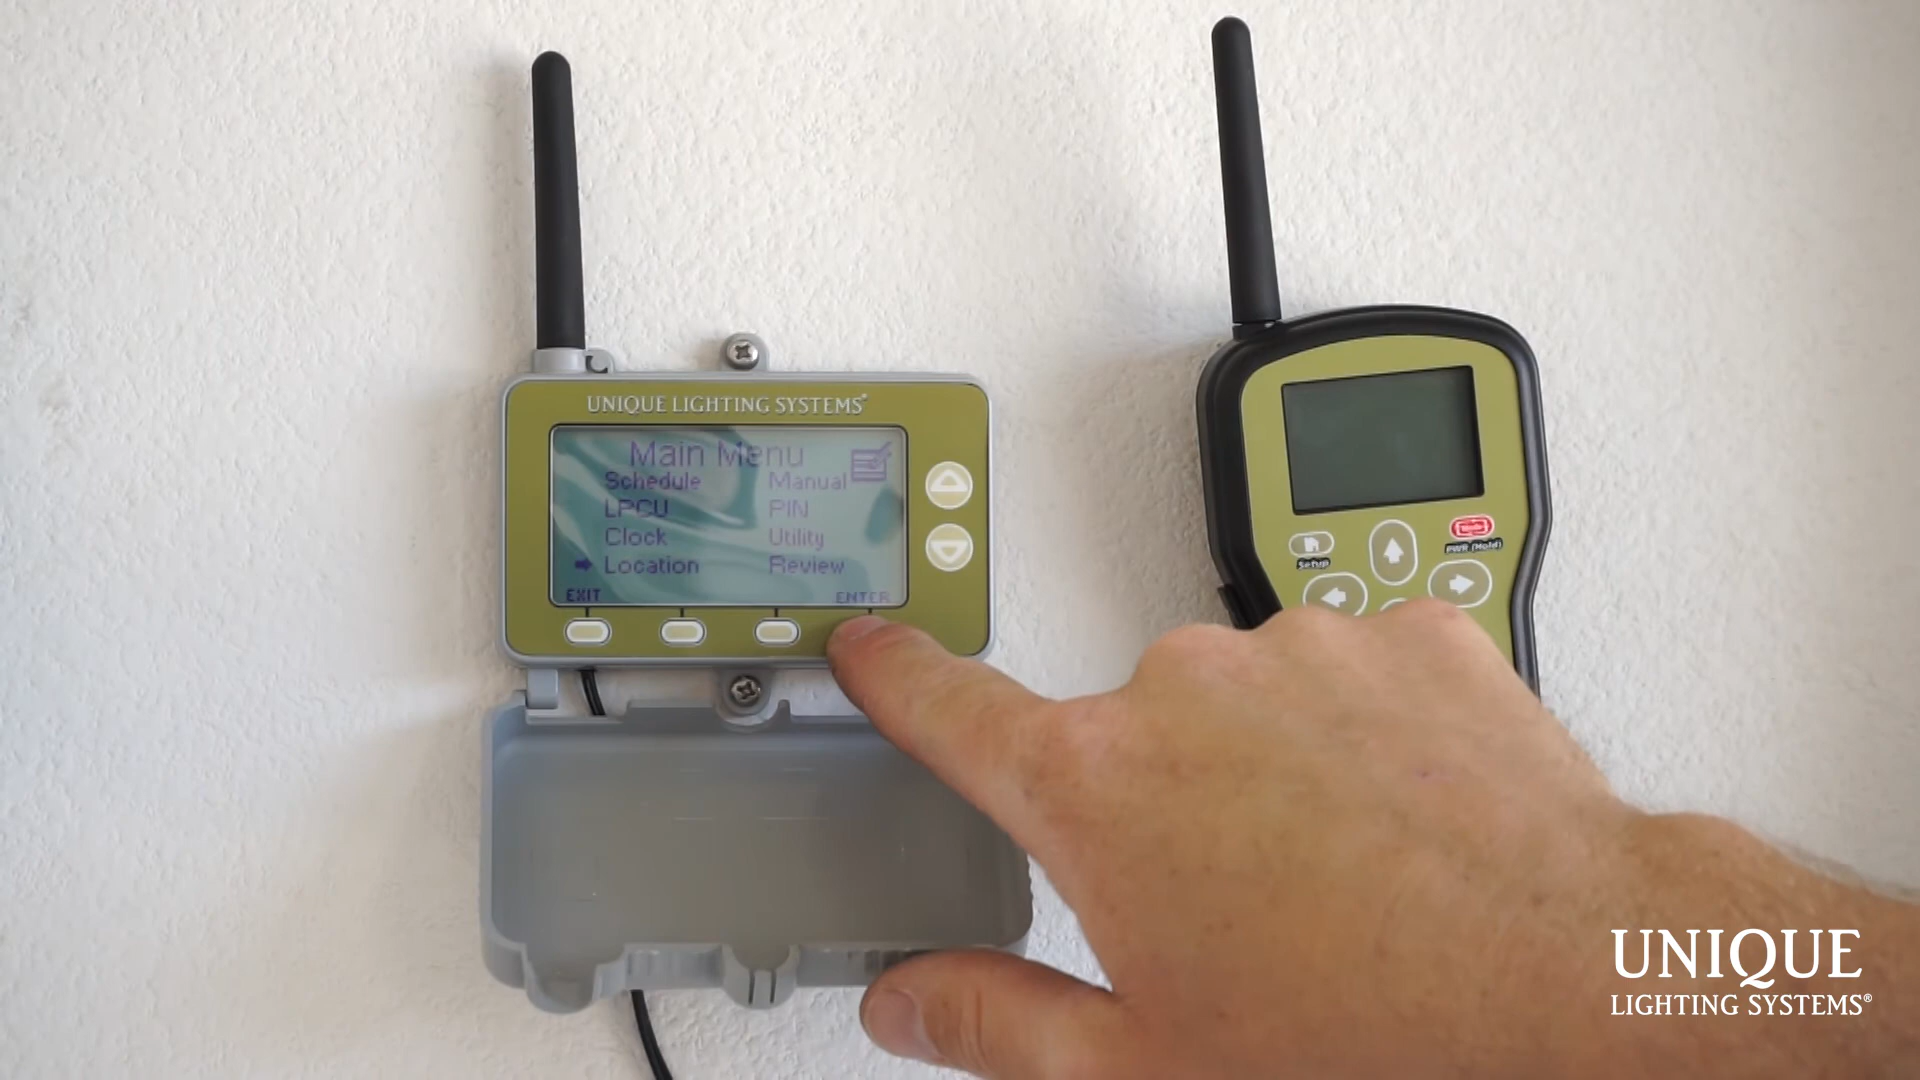 UNIQUE LIGHTING SYSTEMS®
Main Menu
Schedule Manual
LPCU PIN
Clock Utility
Location Review
EXIT ENTER
Setup
PWR (Hold)
UNIQUE
LIGHTING SYSTEMS®